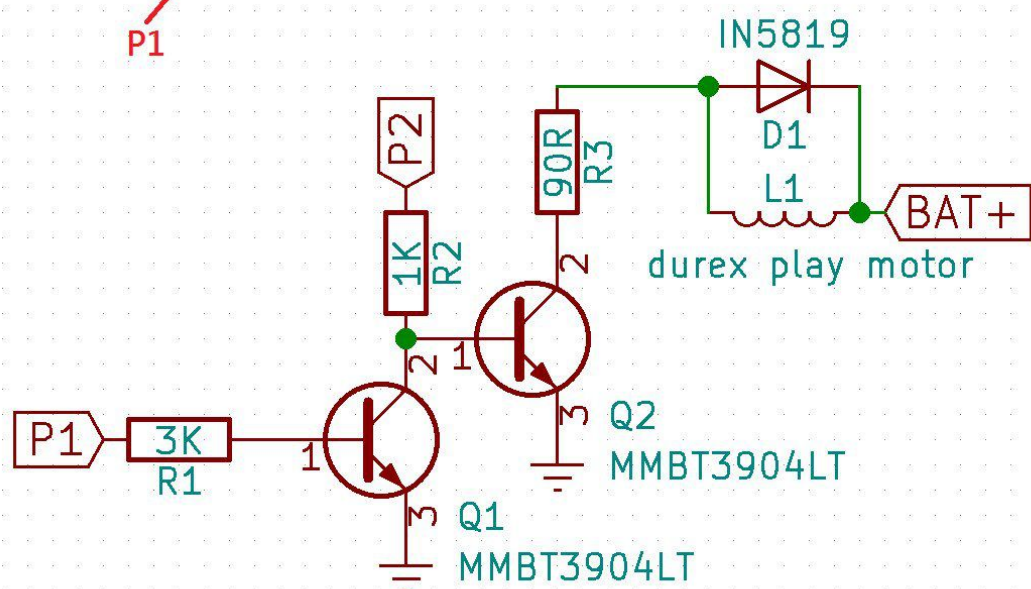 P1
IN5819
D1
P2
90R
R3
L1
BAT+
durex play motor
1K
R2
2
1
2
3
Q2
MMBT3904LT
P1
3K
R1
1
3
Q1
MMBT3904LT